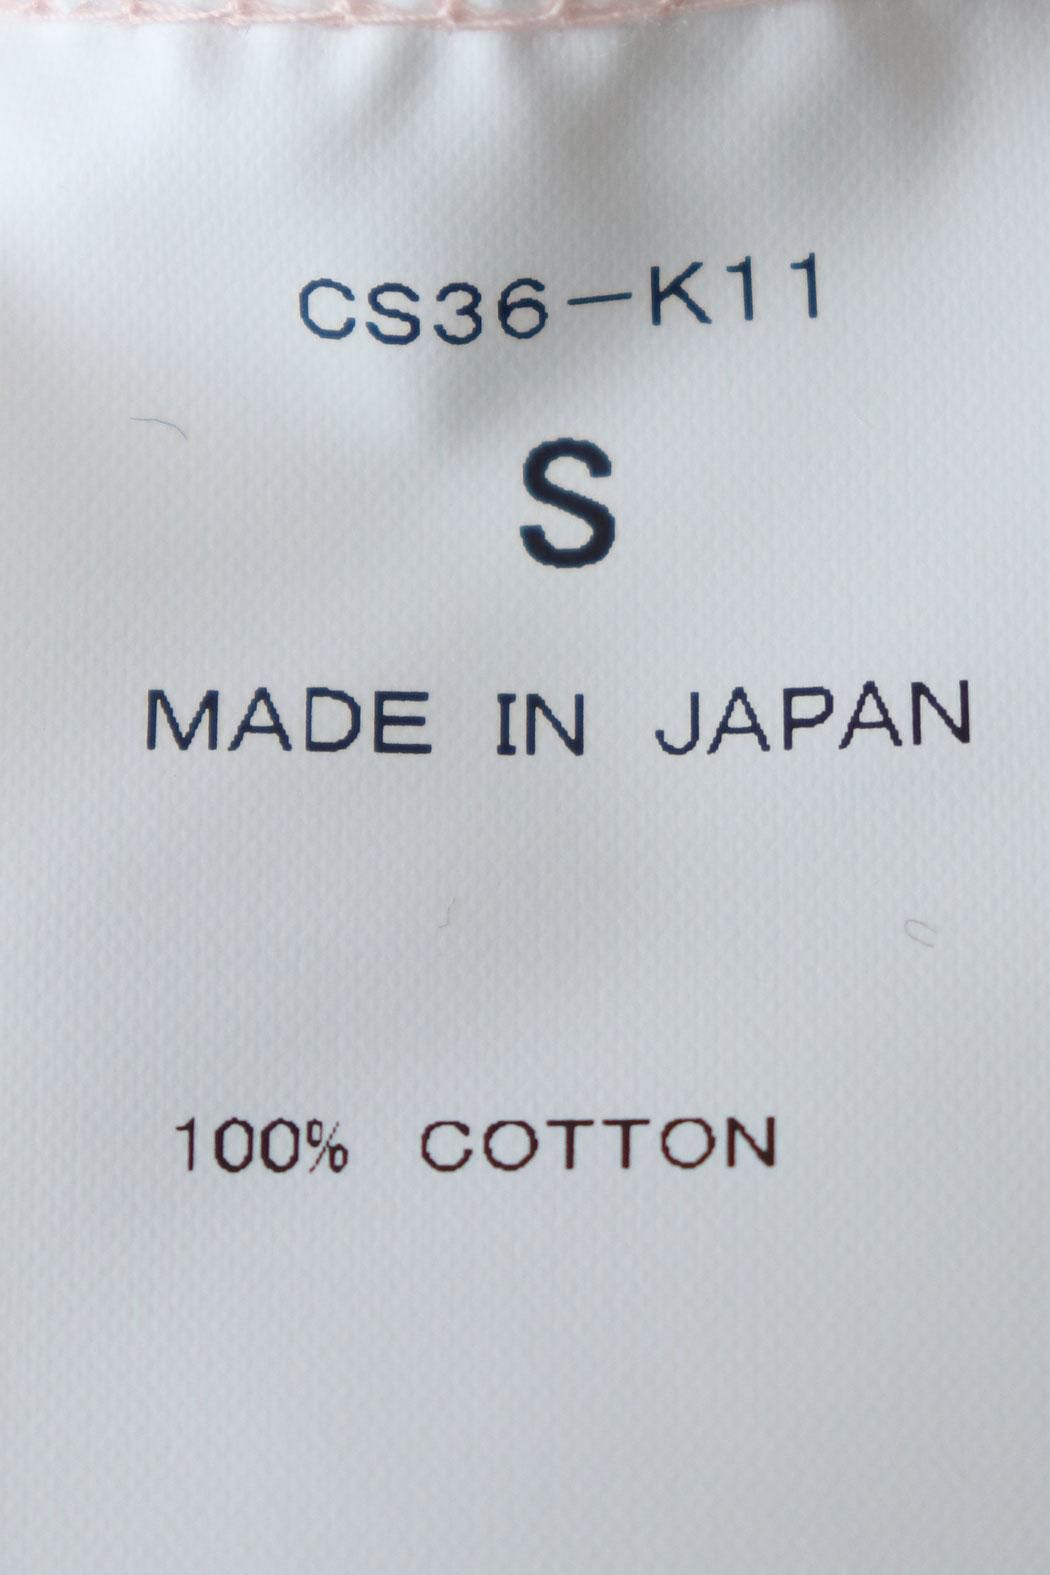 CS36-K11
S
MADE IN JAPAN
100% COTTON